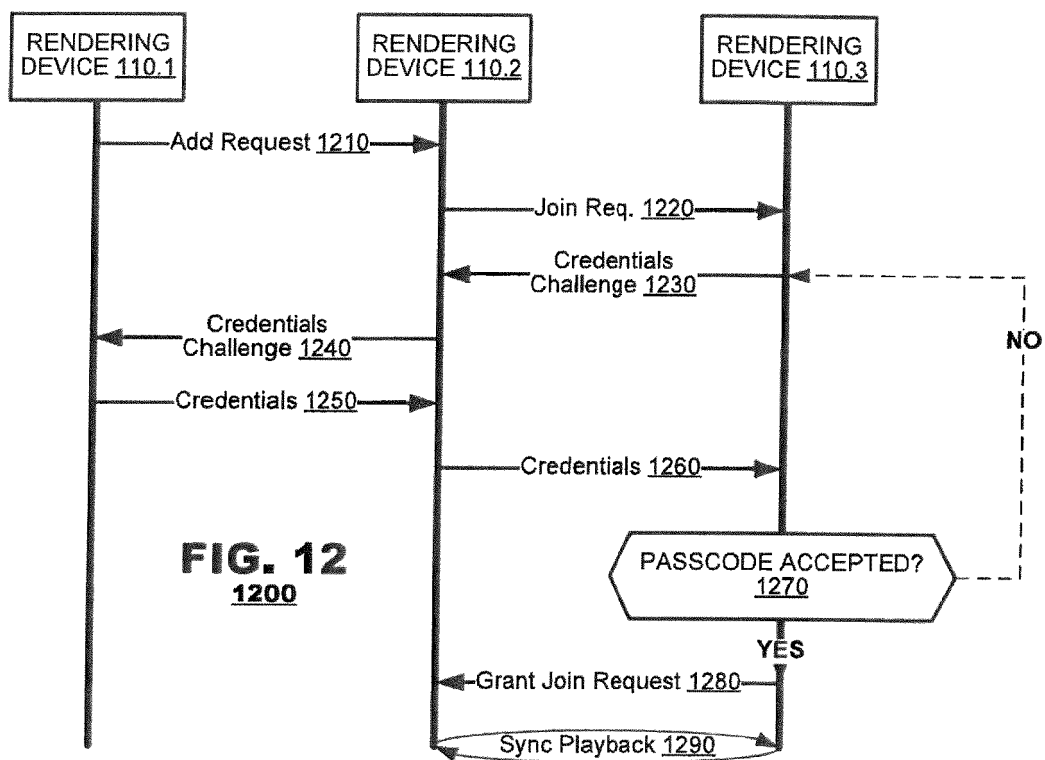 RENDERING
DEVICE 110.1
RENDERING
DEVICE 110.2
RENDERING
DEVICE 110.3
Add Request 1210
Join Req. 1220
Credentials
Challenge 1230
Credentials
Challenge 1240
NO
Credentials 1250
Credentials 1260
FIG. 12
1200
PASSCODE ACCEPTED?
1270
YES
Grant Join Request 1280
Sync Playback 1290